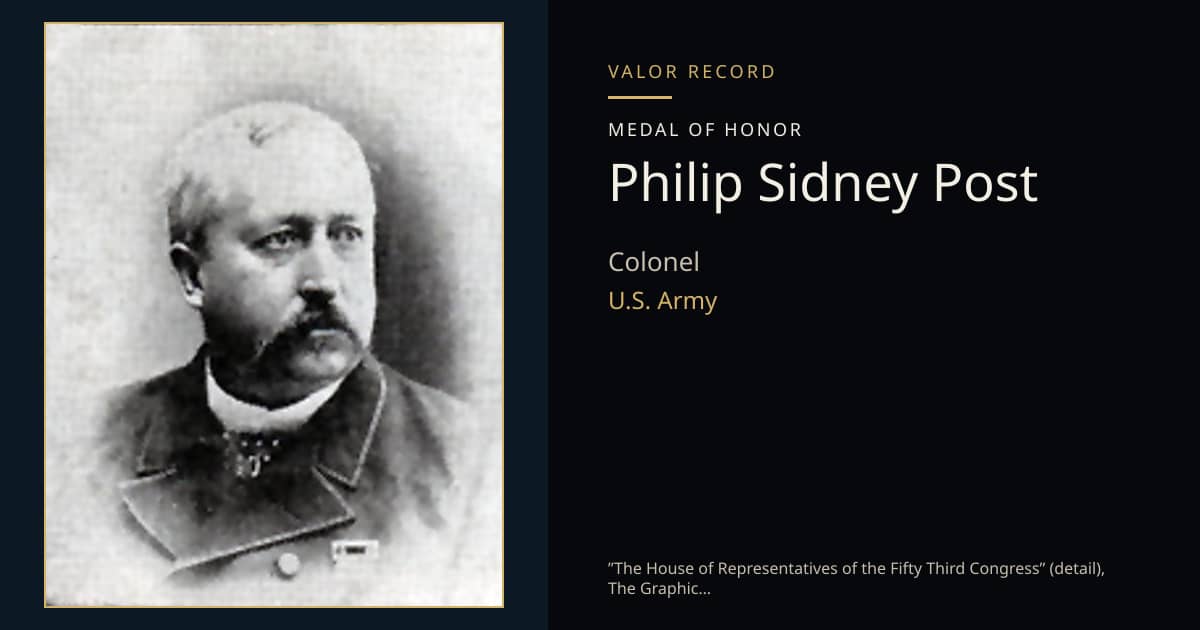 VALOR RECORD
MEDAL OF HONOR
Philip Sidney Post
Colonel
U.S. Army
”The House of Representatives of the Fifty Third Congress” (detail),
The Graphic...